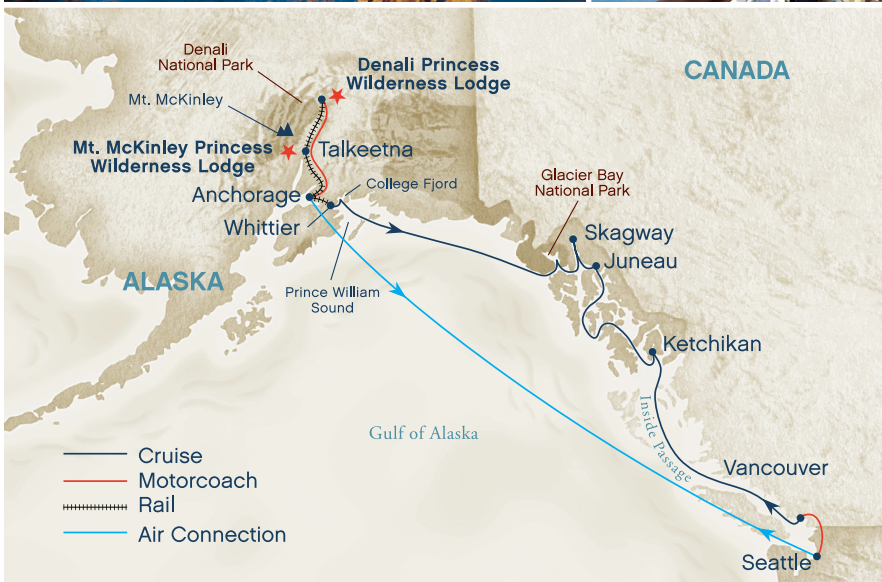 Denali
National Park
Denali Princess
Wilderness Lodge
CANADA
Mt. McKinley
Mt. McKinley Princess
Wilderness Lodge
Talkeetna
College Fjord
Glacier Bay
National Park
Anchorage
Whittier
Skagway
Juneau
ALASKA
Prince William
Sound
Ketchikan
Gulf of Alaska
Inside Passage
Cruise
Motorcoach
Rail
Air Connection
Vancouver
Seattle